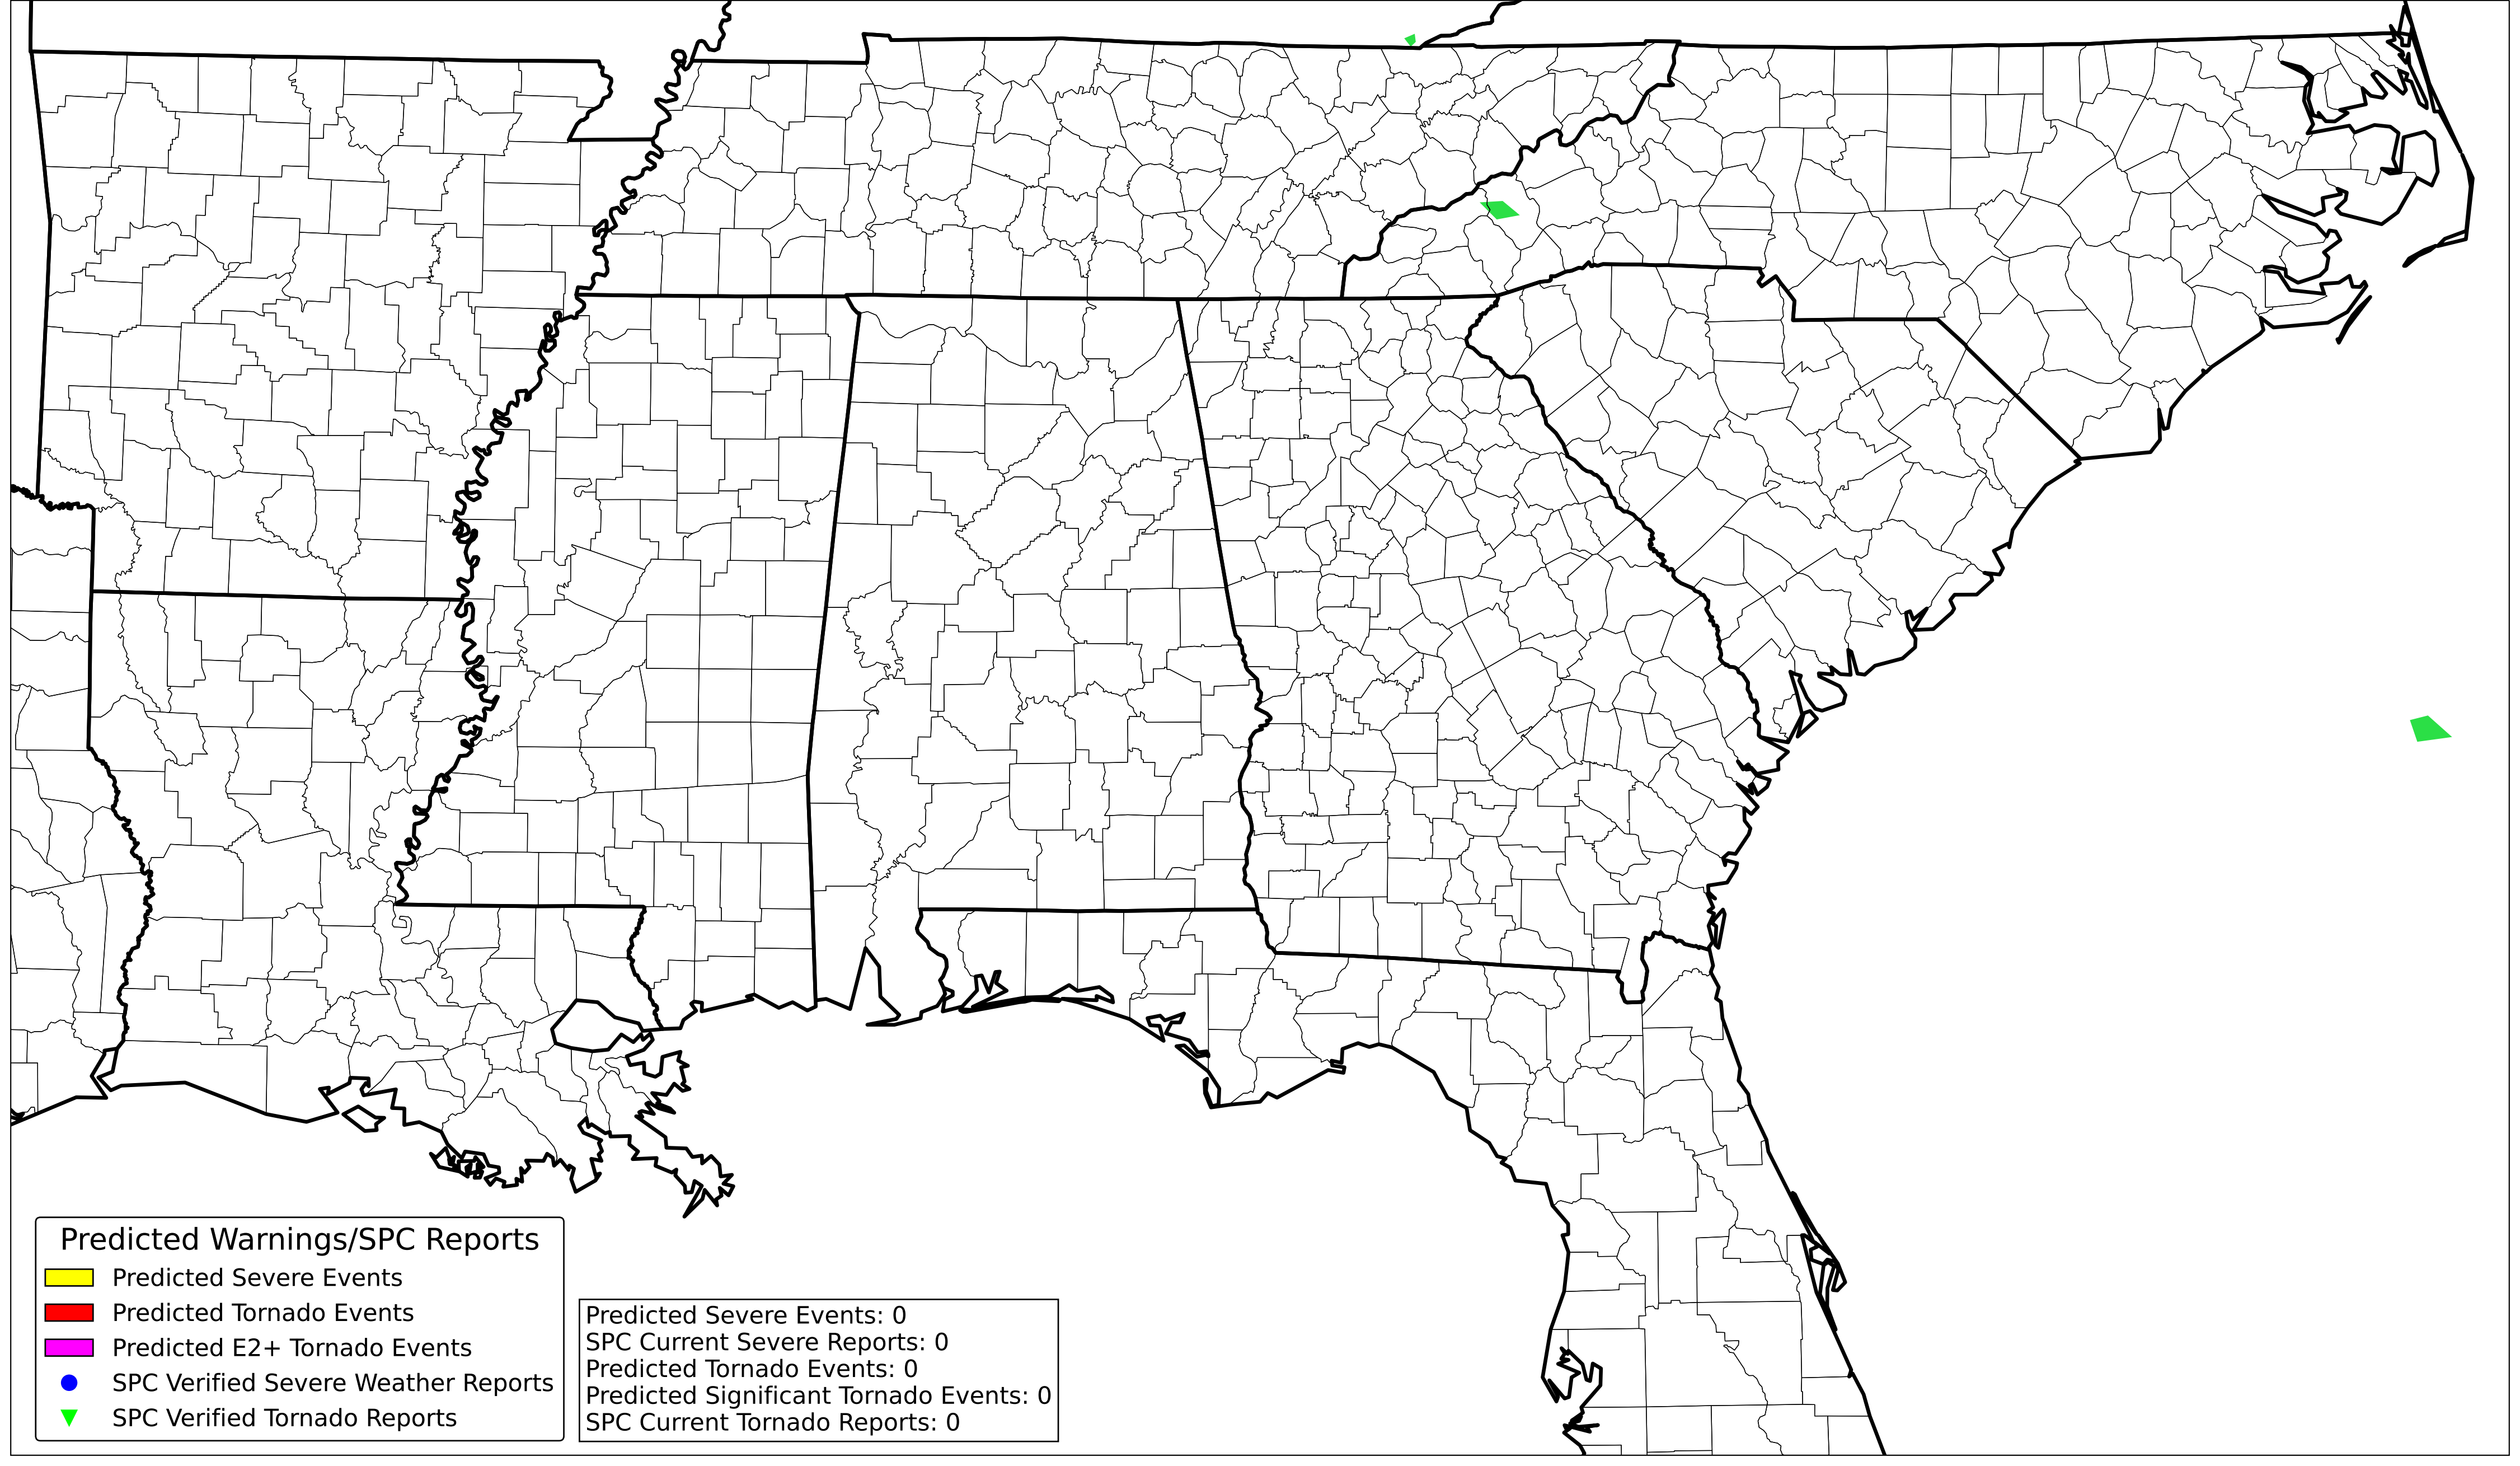 Predicted Warnings/SPC Reports
Predicted Severe Events
Predicted Tornado Events
Predicted E2+ Tornado Events
SPC Verified Severe Weather Reports
SPC Verified Tornado Reports
Predicted Severe Events: 0
SPC Current Severe Reports: 0
Predicted Tornado Events: 0
Predicted Significant Tornado Events: 0
SPC Current Tornado Reports: 0